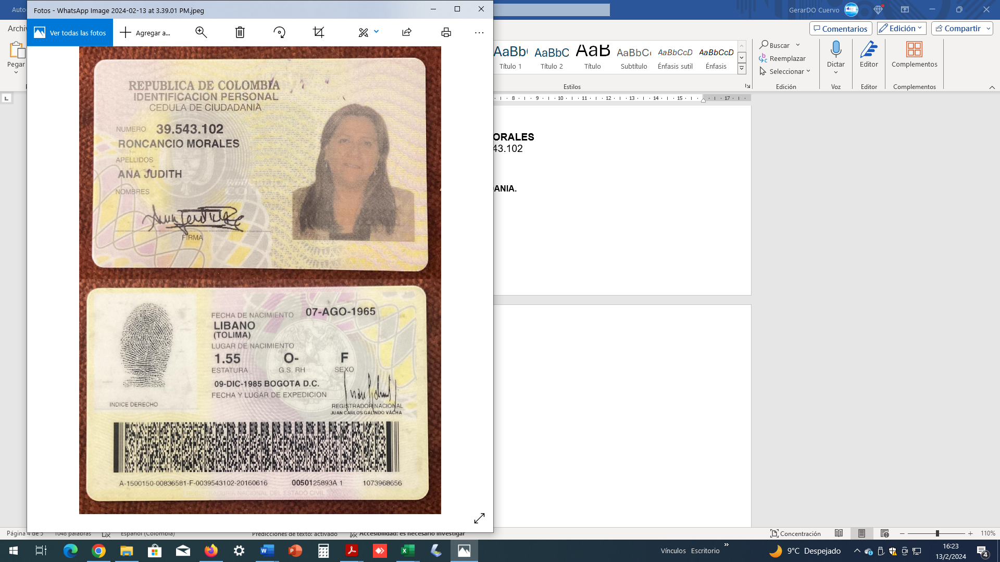 Fotos - WhatsApp Image 2024-02-13 at 3.39.01 PM.jpeg
GerarDO Cuervo
Ver todas las fotos
Agregar a...
Comentarios
Edición
Compartir
Pegar
AaBbC
Título 1
AaBbC
Título 2
AaB
Título
AaBbC
Subtítulo
AaBbCcD
Énfasis sutil
AaBbCcD
Énfasis
Estilos
Buscar
Reemplazar
Seleccionar
Edición
Dictar
Voz
Editor
Editor
Complementos
Complementos
L
8 9 10 11 12 13 14 15 17
REPUBLICA DE COLOMBIA
IDENTIFICACION PERSONAL
CEDULA DE CIUDADANIA
NUMERO 39.543.102
RONCANCIO MORALES
APELLIDOS
ANA JUDITH
NOMBRES
FIRMA
ORALES
43.102
DANIA.
FECHA DE NACIMIENTO 07-AGO-1965
LIBANO
(TOLIMA)
LUGAR DE NACIMIENTO
1.55 O- F
ESTATURA G.S. RH SEXO
09-DIC-1985 BOGOTA D.C.
FECHA Y LUGAR DE EXPEDICION
INDICE DERECHO
REGISTRADOR NACIONAL
JUAN CARLOS GALINDO VACHA
A-1500150-00836581-F-0039543102-20160616 0050125893A 1 1073968656
REGISTRADURIA NACIONAL DEL ESTADO CIVIL
Página 4 de 5 1048 palabras Español (Colombia) Predicciones de texto: activado Accesibilidad: es necesario investigar
Concentración 110%
Vínculos Escritorio
9°C Despejado
16:23
13/2/2024
4